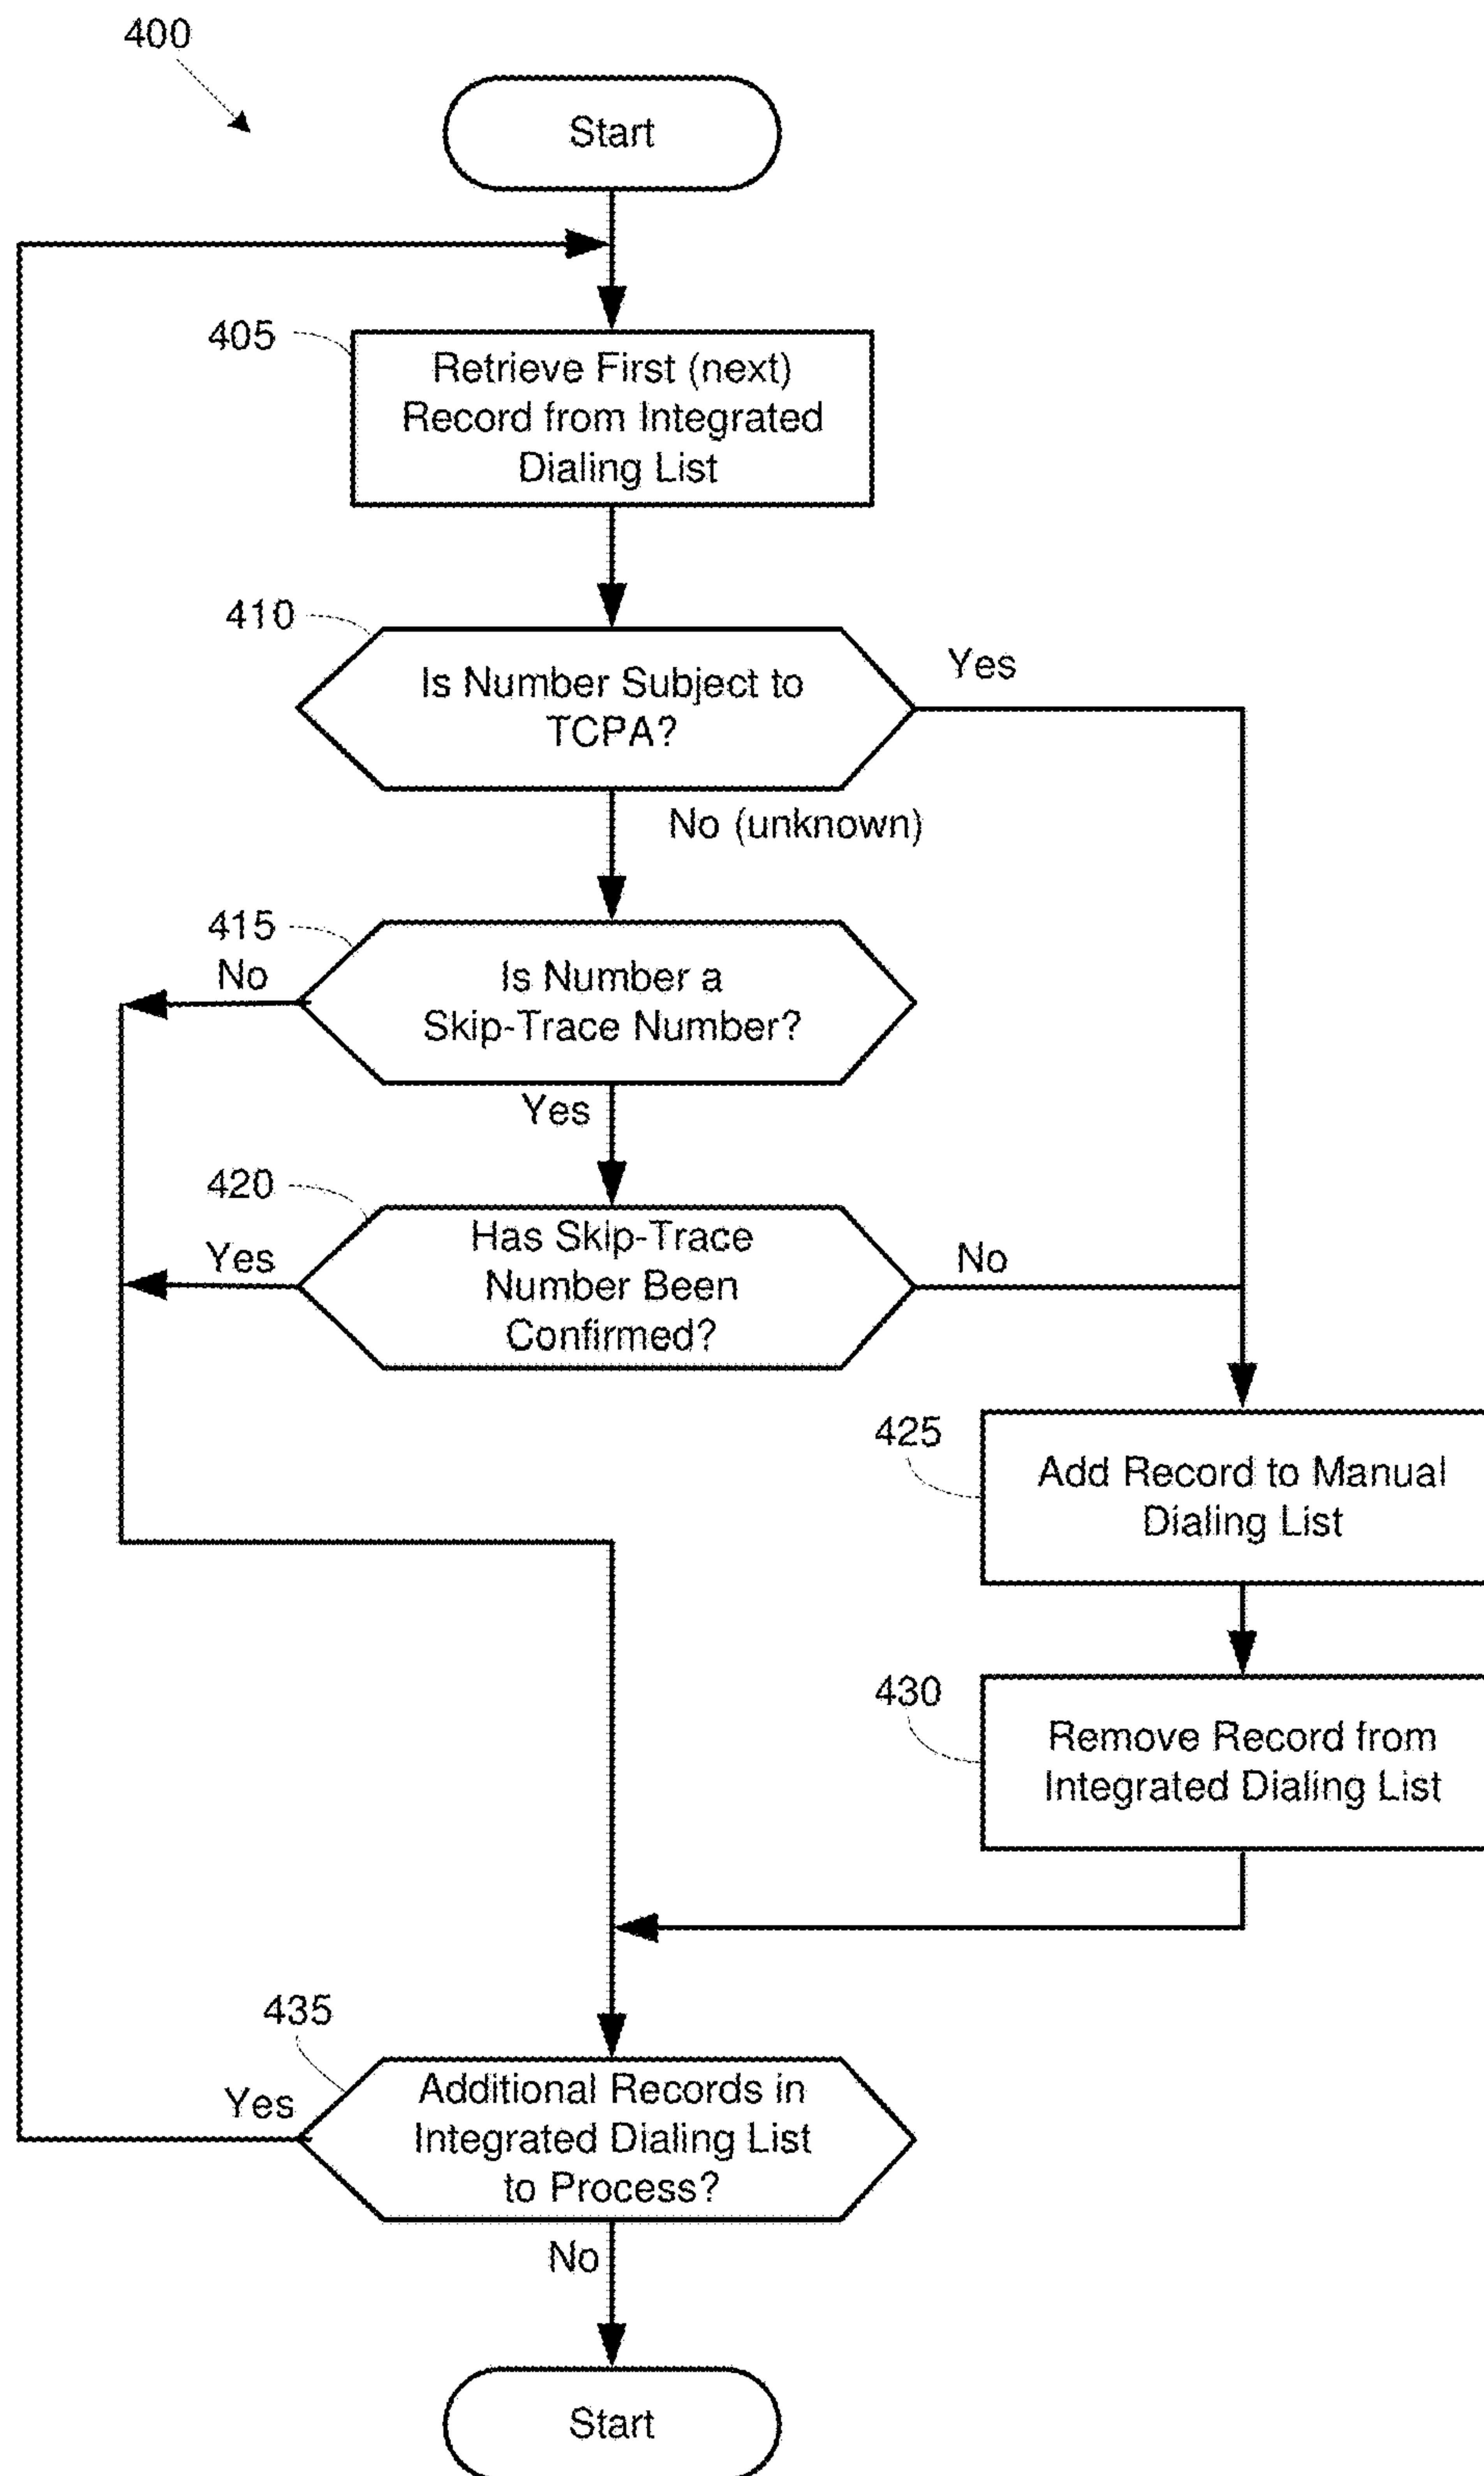 400
Start
405
Retrieve First (next)
Record from Integrated
Dialing List
410
Is Number Subject to
TCPA?
Yes
No (unknown)
415
No
Is Number a
Skip-Trace Number?
Yes
420
Yes
Has Skip-Trace
Number Been
Confirmed?
No
425
Add Record to Manual
Dialing List
430
Remove Record from
Integrated Dialing List
435
Yes
Additional Records in
Integrated Dialing List
to Process?
No
Start